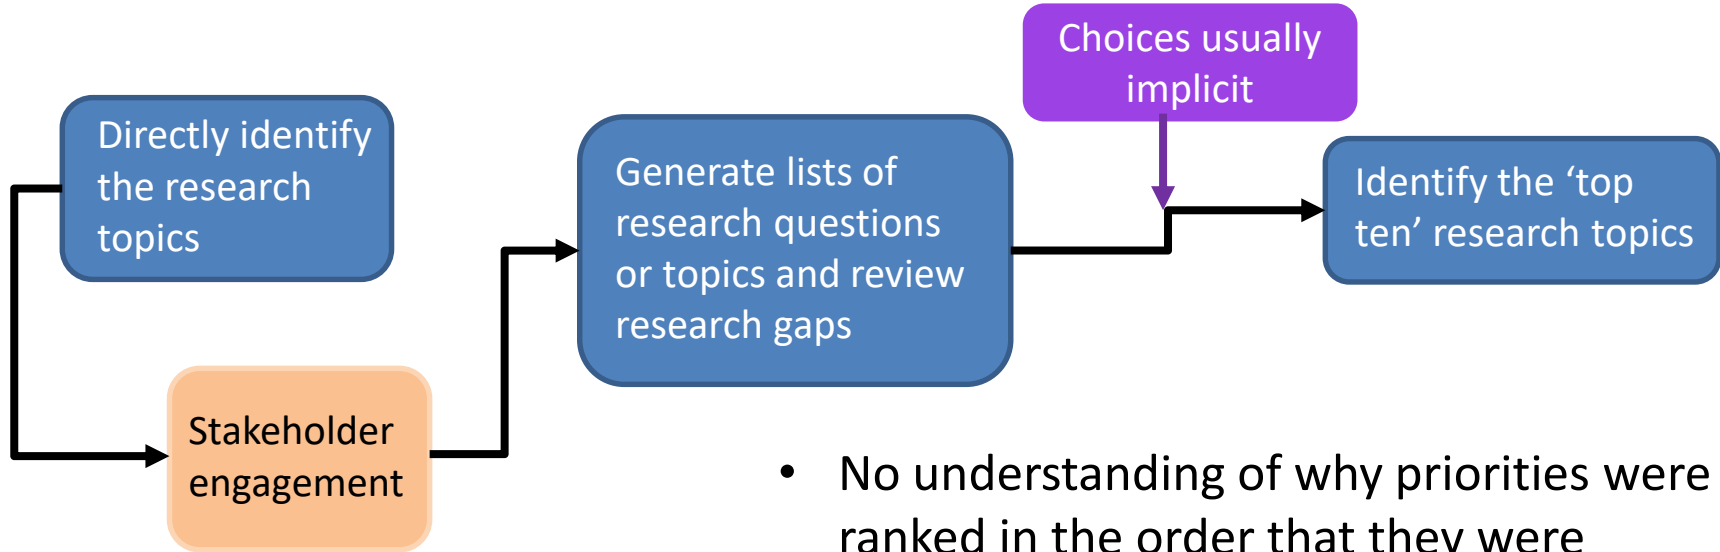 Directly identify
the research
topics
Stakeholder
engagement
Generate lists of
research questions
or topics and review
research gaps
Choices usually
implicit
Identify the ‘top
ten’ research topics
• No understanding of why priorities were
ranked in the order that they were